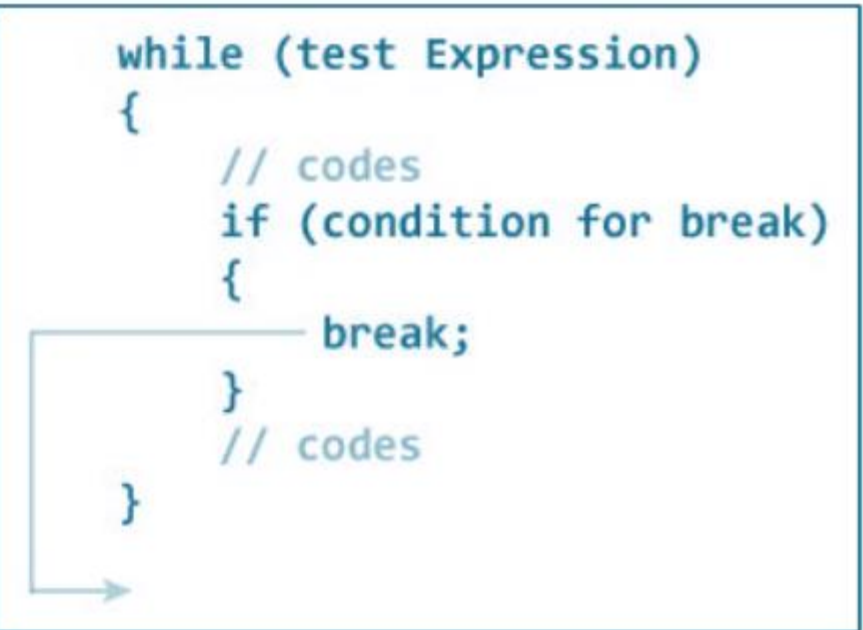 while (test Expression)
{
// codes
if (condition for break)
{
break;
}
// codes
}